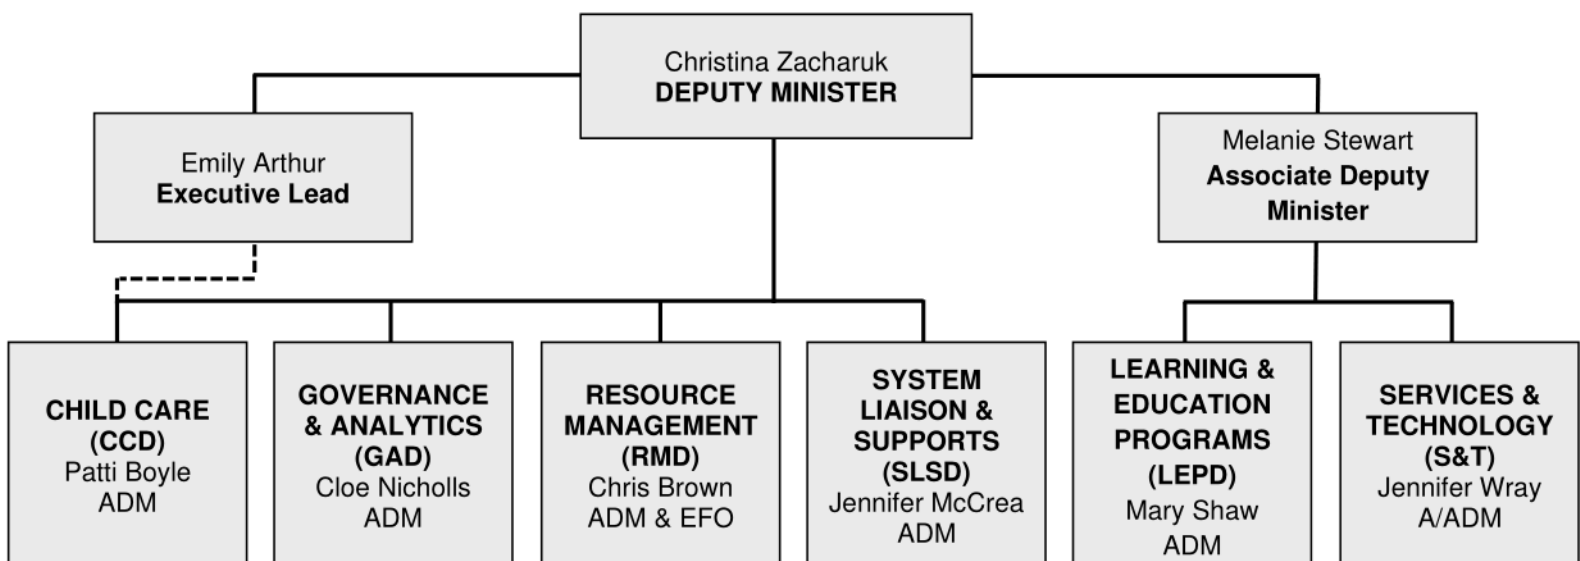 Christina Zacharuk
DEPUTY MINISTER
Emily Arthur
Executive Lead
Melanie Stewart
Associate Deputy
Minister
CHILD CARE
(CCD)
Patti Boyle
ADM
GOVERNANCE
& ANALYTICS
(GAD)
Cloe Nicholls
ADM
RESOURCE
MANAGEMENT
(RMD)
Chris Brown
ADM & EFO
SYSTEM
LIAISON &
SUPPORTS
(SLSD)
Jennifer McCrea
ADM
LEARNING &
EDUCATION
PROGRAMS
(LEPD)
Mary Shaw
ADM
SERVICES &
TECHNOLOGY
(S&T)
Jennifer Wray
A/ADM